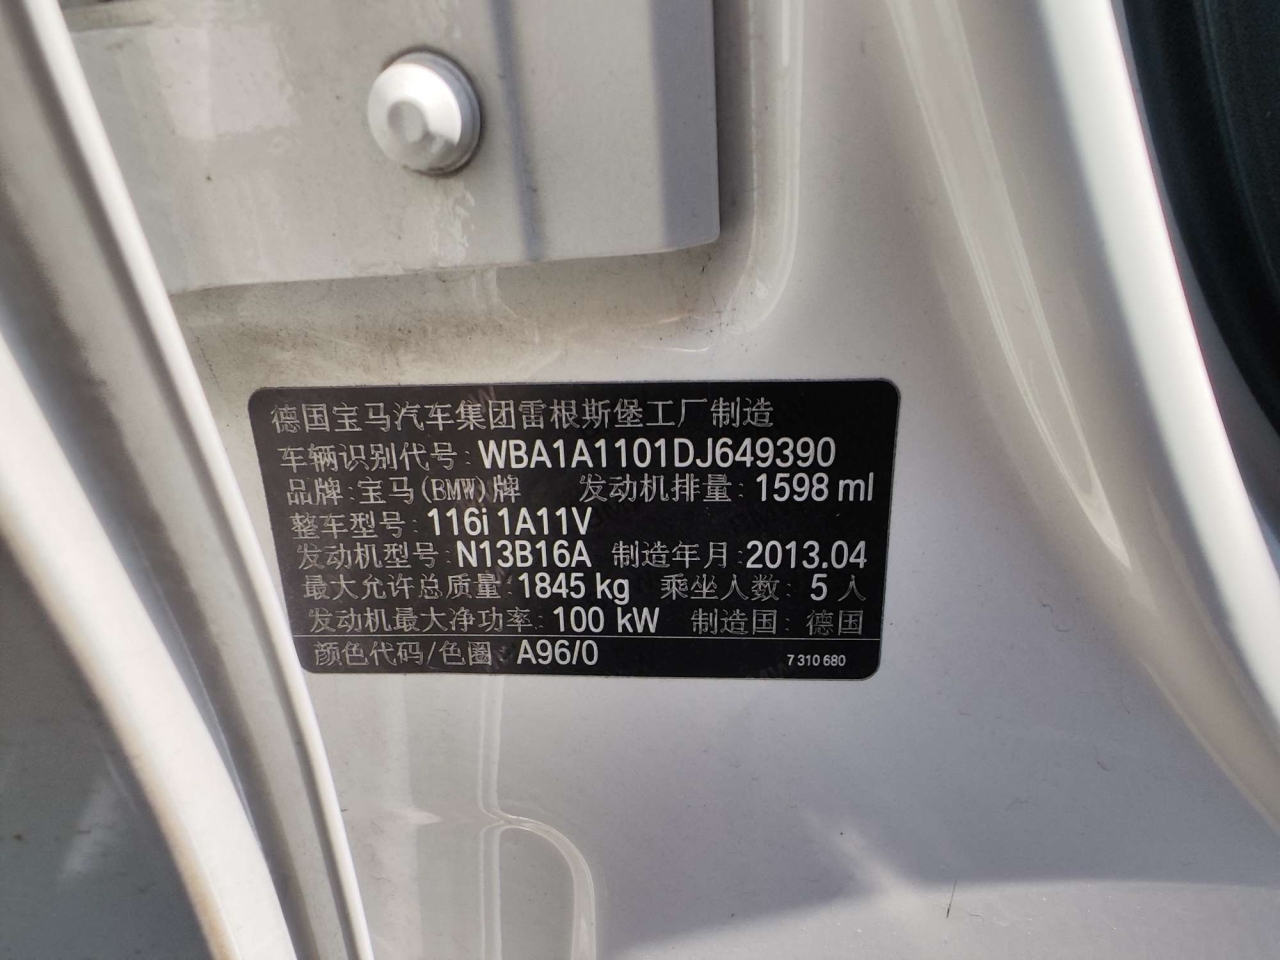 德国宝马汽车集团雷根斯堡工厂制造
车辆识别代号: WBA1A1101DJ649390
品牌:宝马(BMW)牌 发动机排量: 1598 ml
整车型号: 116i 1A11V
发动机型号: N13B16A 制造年月: 2013.04
最大允许总质量: 1845 kg 乘坐人数: 5 人
发动机最大净功率: 100 kW 制造国: 德国
颜色代码/色圈: A96/0 7 310 680